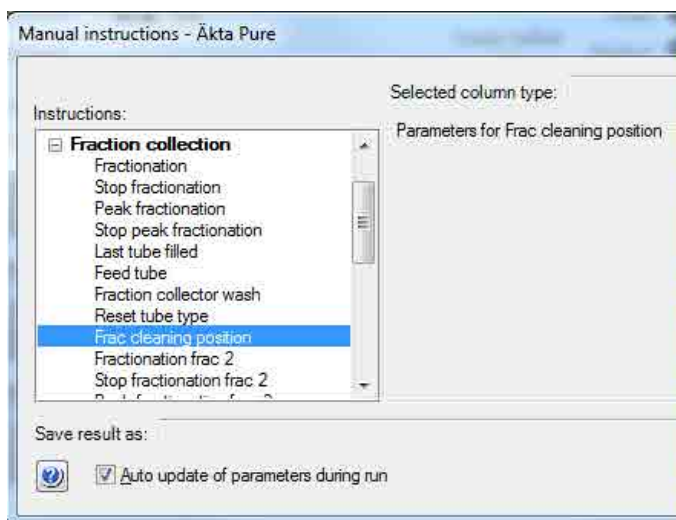 Manual instructions - Äkta Pure
Selected column type:
Instructions:
Parameters for Frac cleaning position
Fraction collection
Fractionation
Stop fractionation
Peak fractionation
Stop peak fractionation
Last tube filled
Feed tube
Fraction collector wash
Reset tube type
Frac cleaning position
Fractionation frac 2
Stop fractionation frac 2
Save result as:
Auto update of parameters during run